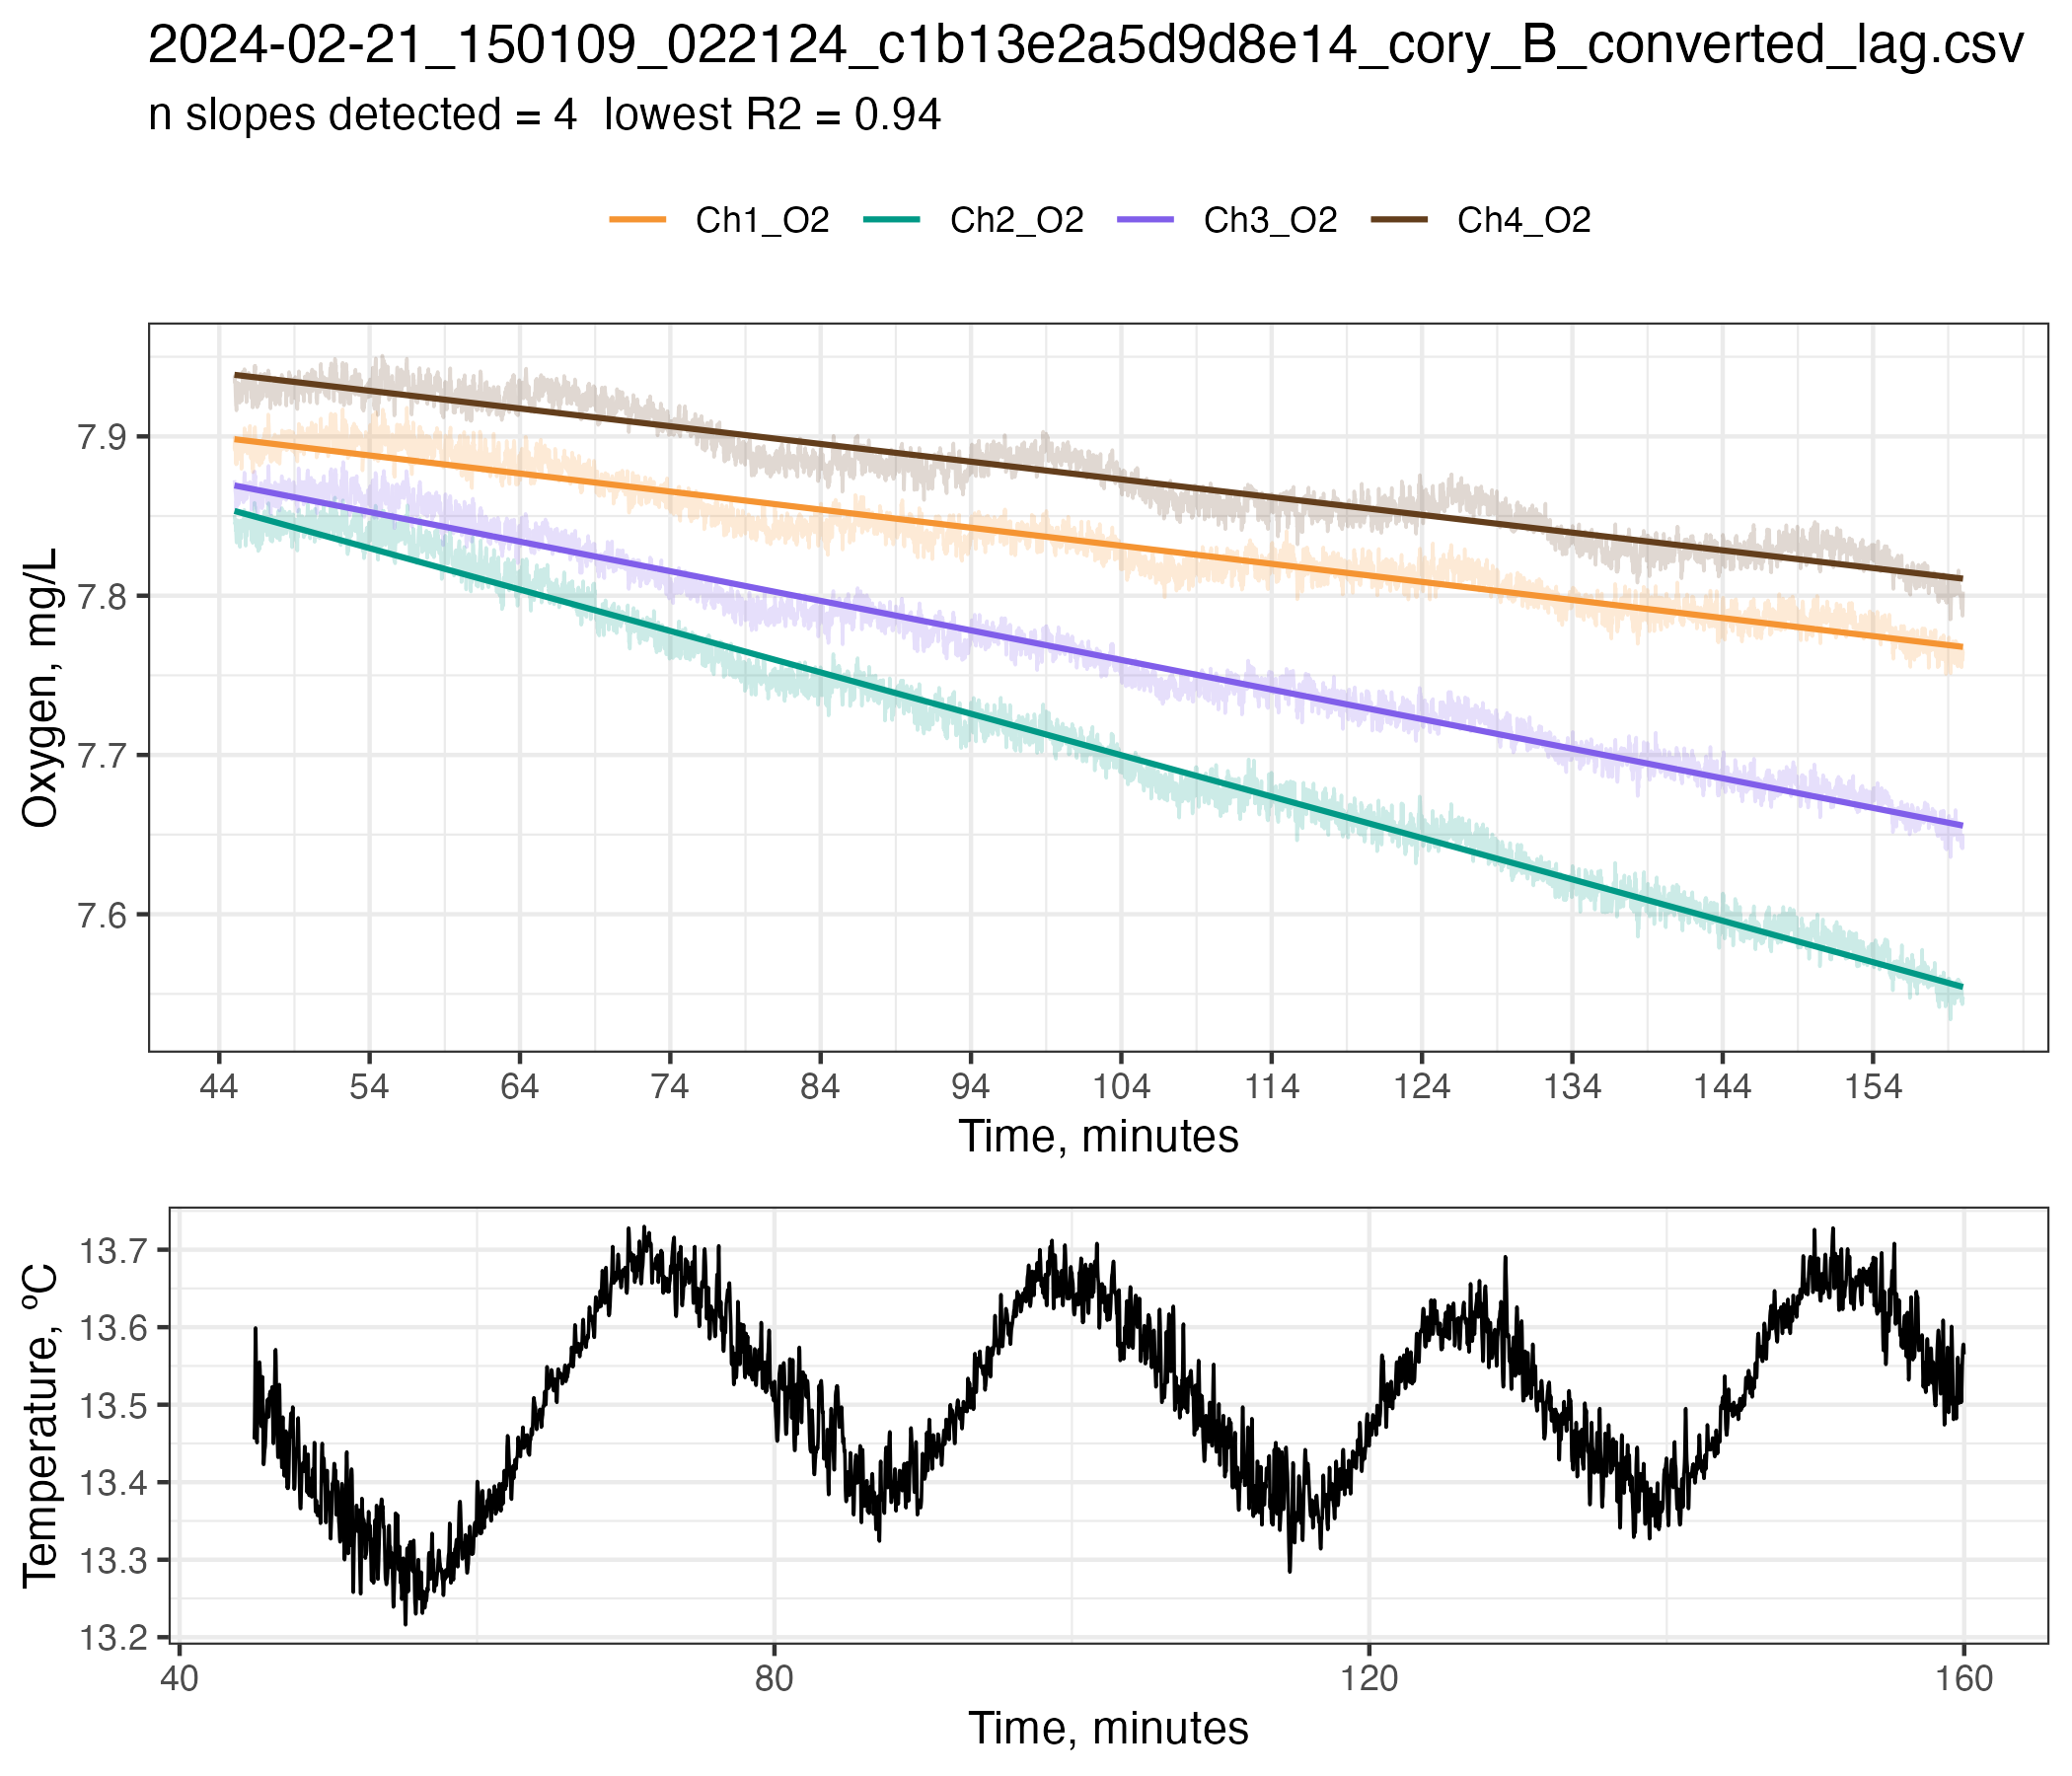 2024-02-21_150109_022124_c1b13e2a5d9d8e14_cory_B_converted_lag.csv
n slopes detected = 4  lowest R2 = 0.94
Ch1_O2 Ch2_O2 Ch3_O2 Ch4_O2
Oxygen, mg/L
7.9
7.8
7.7
7.6
44 54 64 74 84 94 104 114 124 134 144 154
Time, minutes
Temperature, ºC
13.7
13.6
13.5
13.4
13.3
13.2
40 80 120 160
Time, minutes